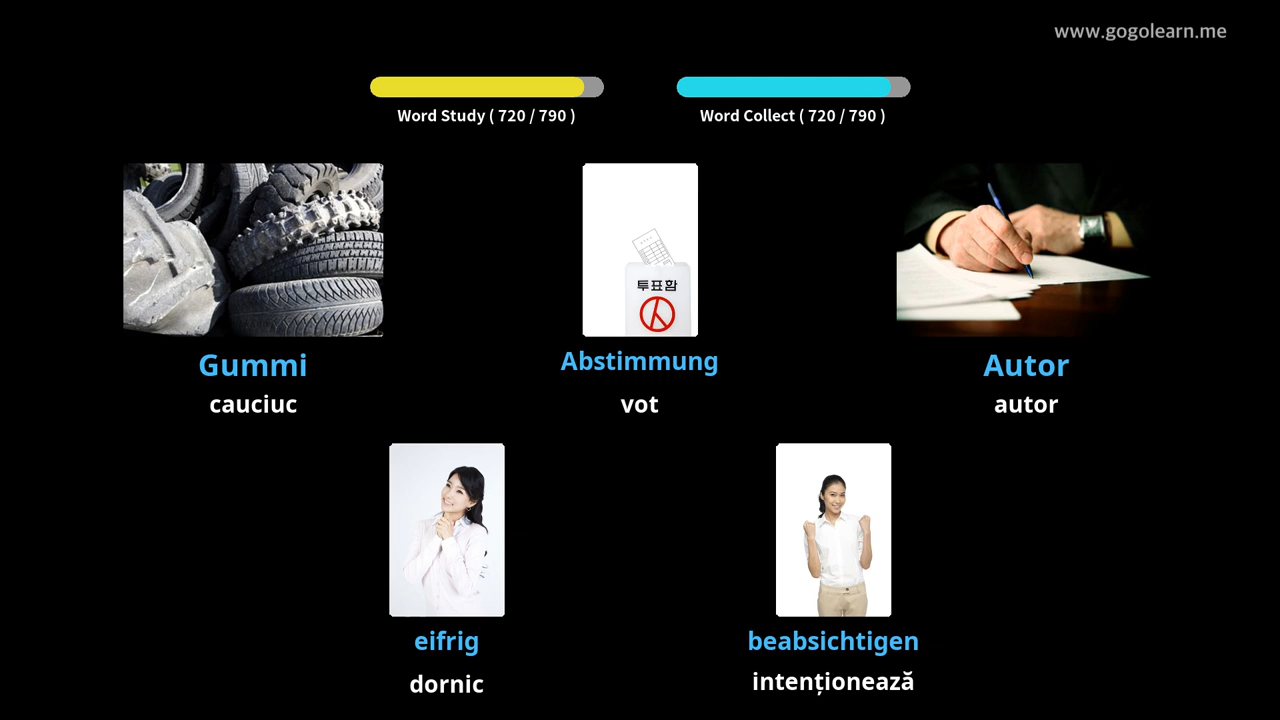 www.gogolearn.me
Word Study ( 720 / 790 )
Word Collect ( 720 / 790 )
투표함
Gummi
Abstimmung
Autor
cauciuc
vot
autor
eifrig
beabsichtigen
dornic
intenționează